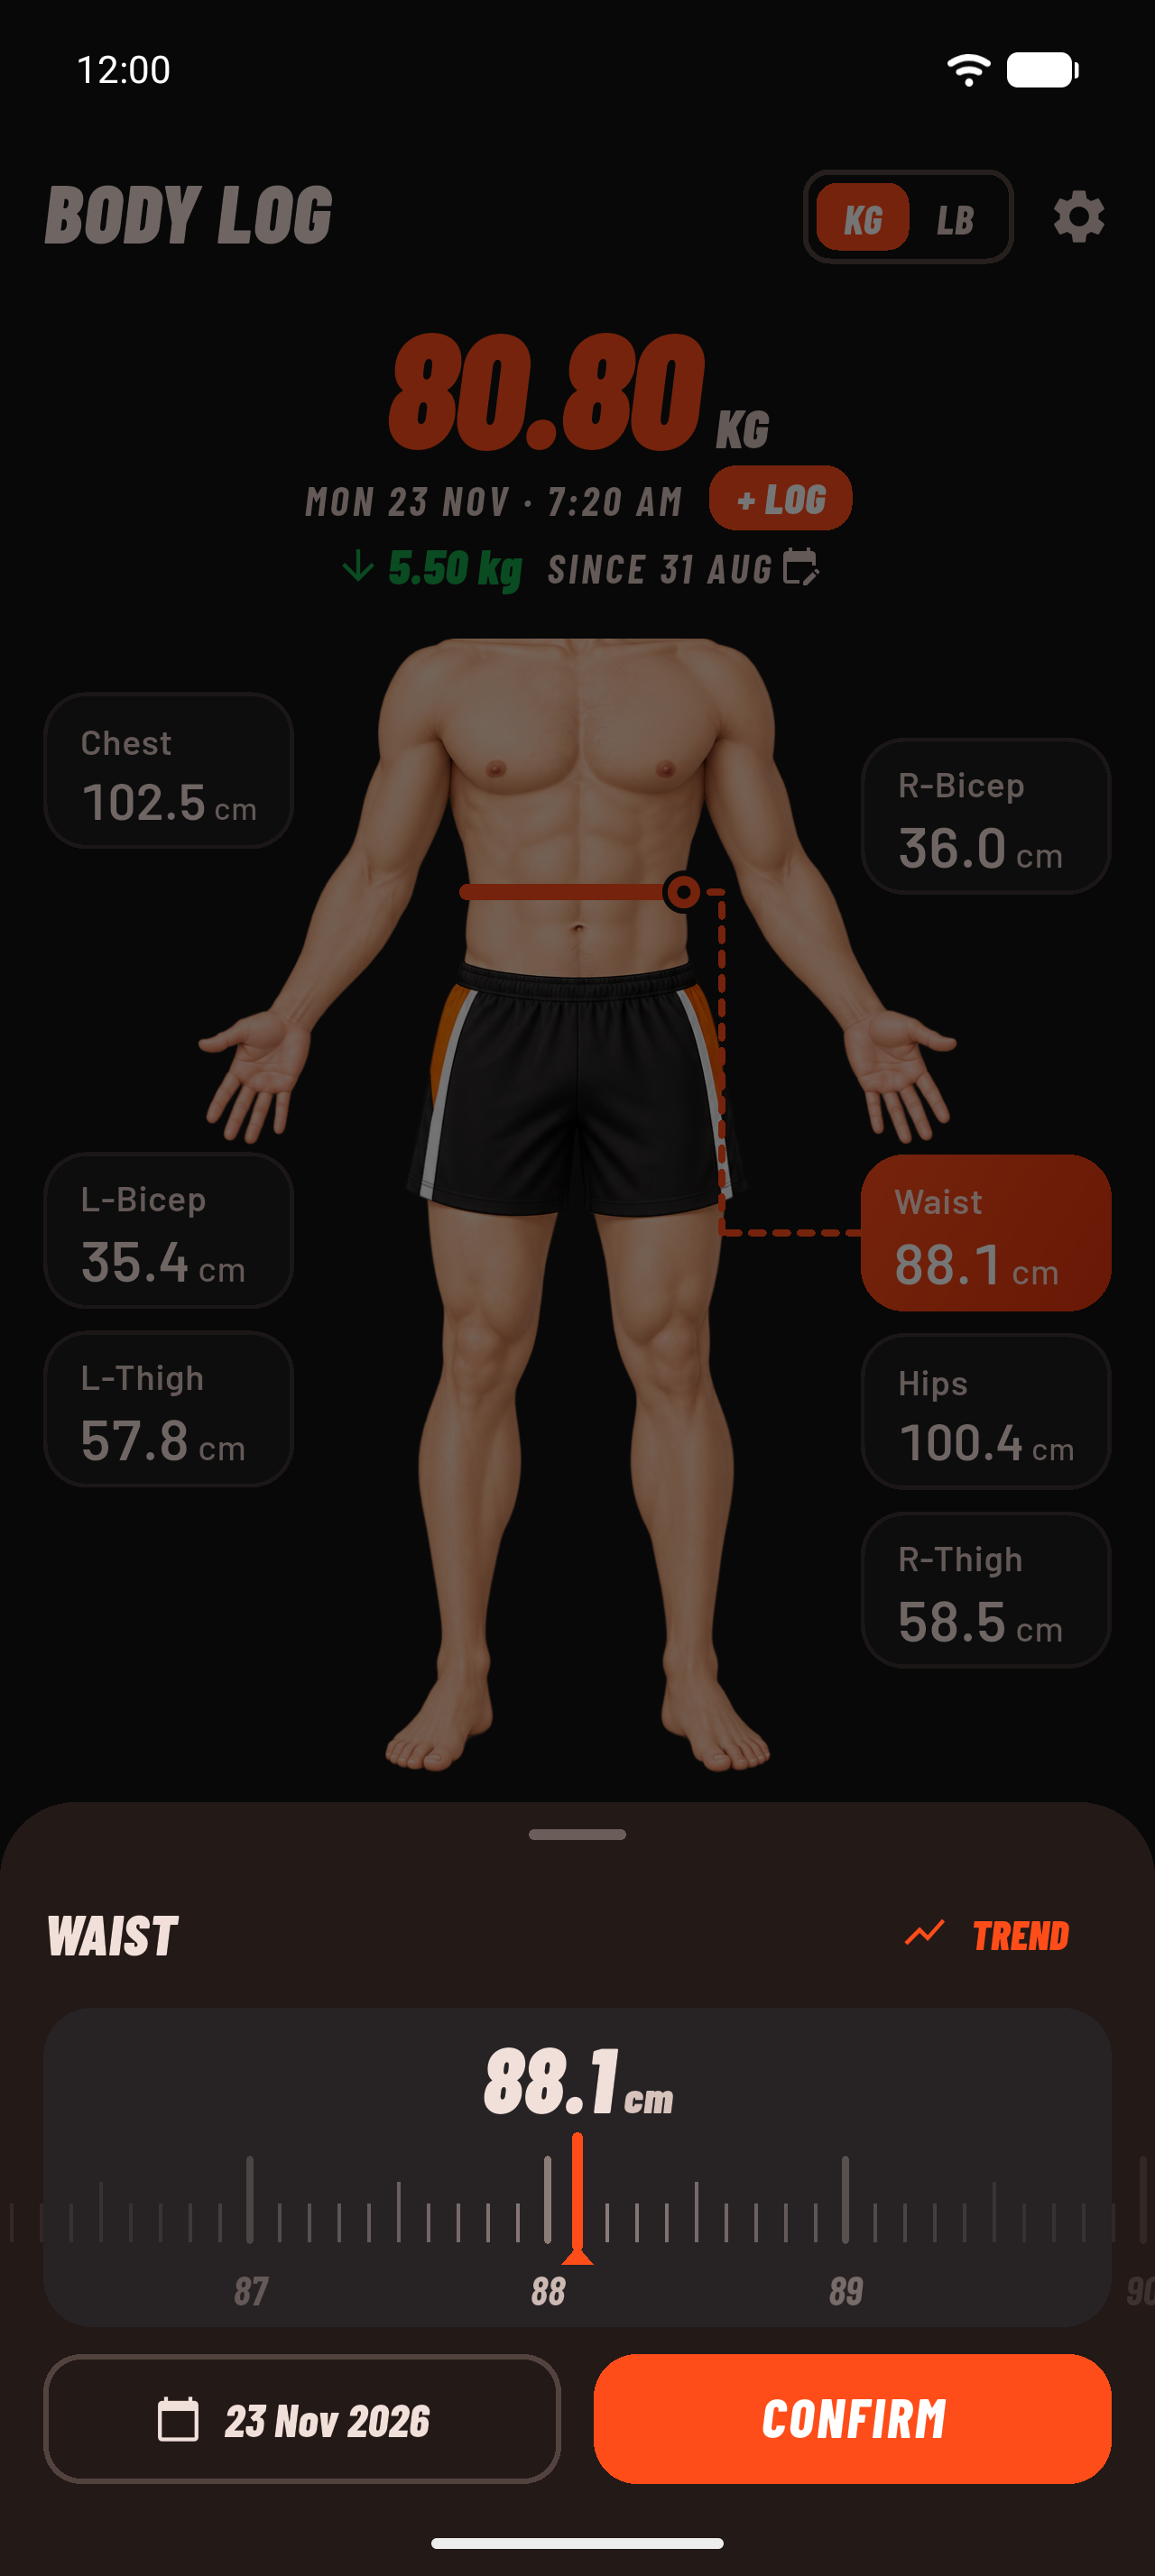 12:00
BODY LOG
KG LB
80.80 KG
MON 23 NOV · 7:20 AM + LOG
↓ 5.50 kg SINCE 31 AUG
Chest
102.5 cm
R-Bicep
36.0 cm
L-Bicep
35.4 cm
Waist
88.1 cm
L-Thigh
57.8 cm
Hips
100.4 cm
R-Thigh
58.5 cm
WAIST
TREND
88.1 cm
87 88 89 90
23 Nov 2026
CONFIRM